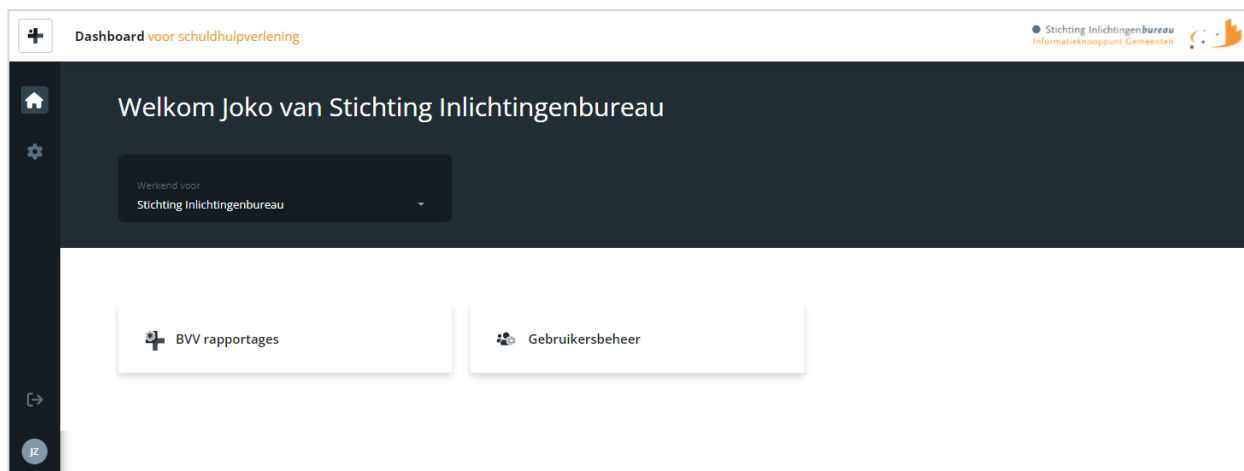 Dashboard voor schuldhulpverlening
Stichting Inlichtingenbureau
Informatieknooppunt Gemeenten
Welkom Joko van Stichting Inlichtingenbureau
Werkend voor
Stichting Inlichtingenbureau
BVV rapportages
Gebruikersbeheer
JZ